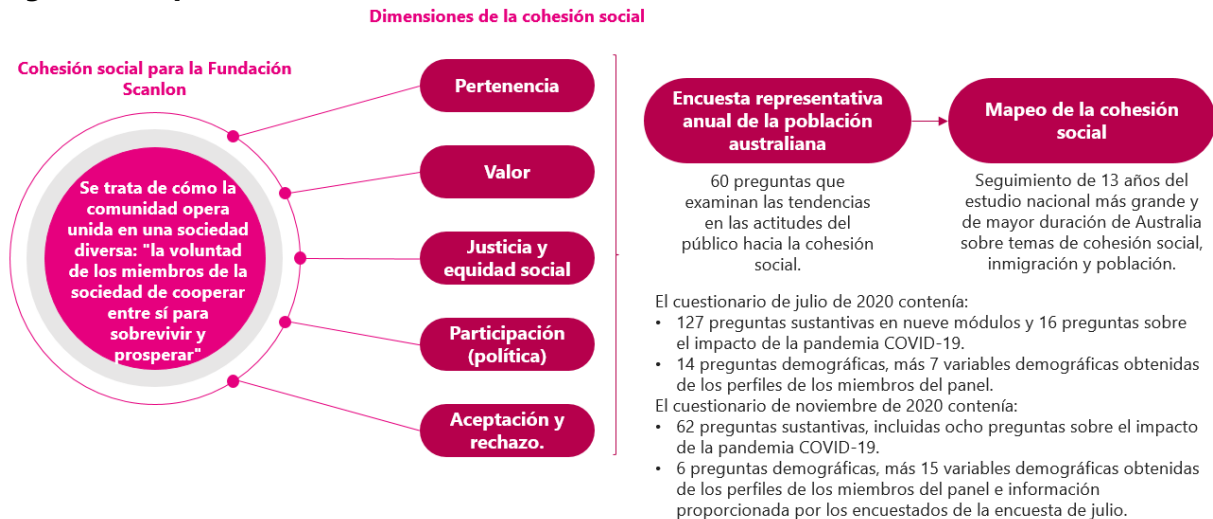 Dimensiones de la cohesión social
Cohesión social para la Fundación
Scanlon
Se trata de cómo la
comunidad opera
unida en una sociedad
diversa: "la voluntad
de los miembros de la
sociedad de cooperar
entre sí para
sobrevivir y
prosperar"
Pertenencia
Valor
Justicia y
equidad social
Participación
(política)
Aceptación y
rechazo.
Encuesta representativa
anual de la población
australiana
60 preguntas que
examinan las tendencias
en las actitudes del
público hacia la cohesión
social.
Mapeo de la cohesión
social
Seguimiento de 13 años del
estudio nacional más grande y
de mayor duración de Australia
sobre temas de cohesión social,
inmigración y población.
El cuestionario de julio de 2020 contenía:
• 127 preguntas sustantivas en nueve módulos y 16 preguntas sobre
el impacto de la pandemia COVID-19.
• 14 preguntas demográficas, más 7 variables demográficas obtenidas
de los perfiles de los miembros del panel.
El cuestionario de noviembre de 2020 contenía:
• 62 preguntas sustantivas, incluidas ocho preguntas sobre el impacto
de la pandemia COVID-19.
• 6 preguntas demográficas, más 15 variables demográficas obtenidas
de los perfiles de los miembros del panel e información
proporcionada por los encuestados de la encuesta de julio.